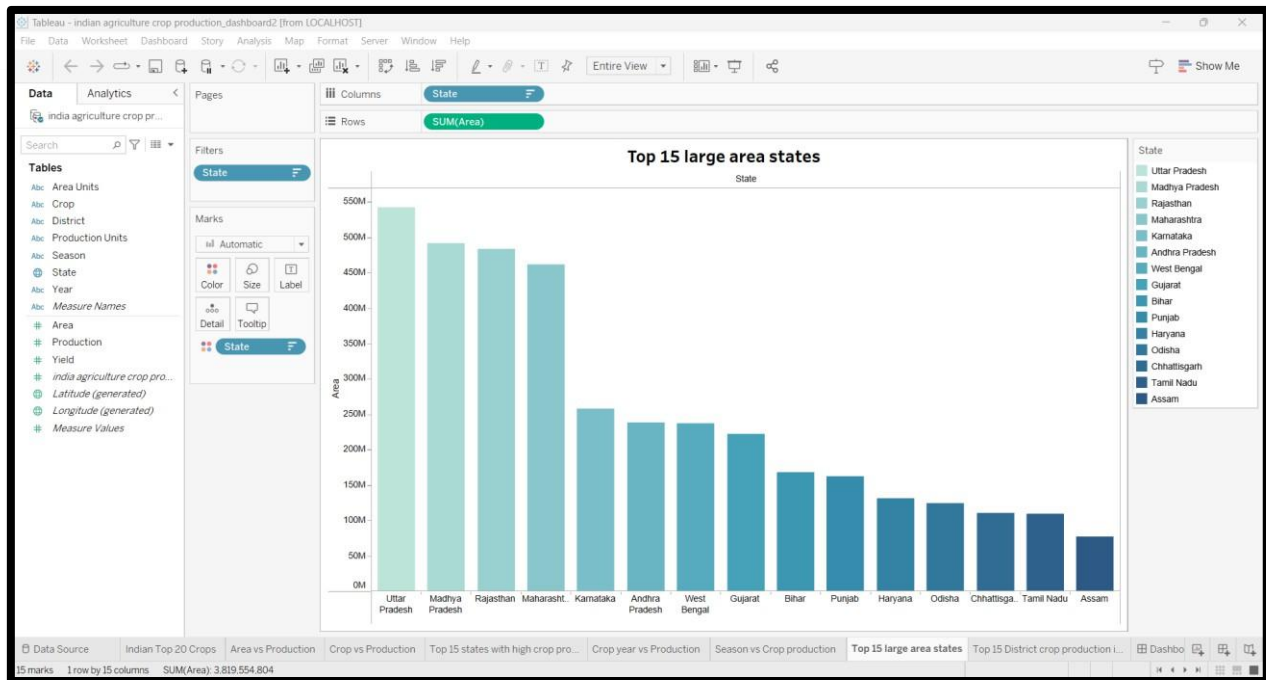 Tableau - indian agriculture crop production_dashboard2 [from LOCALHOST]
File Data Worksheet Dashboard Story Analysis Map Format Server Window Help
Entire View
Show Me
Data Analytics
india agriculture crop pr...
Search
Tables
Abc Area Units
Abc Crop
Abc District
Abc Production Units
Abc Season
State
Abc Year
Abc Measure Names
# Area
# Production
# Yield
# india agriculture crop pro...
Latitude (generated)
Longitude (generated)
# Measure Values
Pages
Filters
State
Marks
Automatic
Color Size Label
Detail Tooltip
State
Columns State
Rows SUM(Area)
Top 15 large area states
State
Area
550M
500M
450M
400M
350M
300M
250M
200M
150M
100M
50M
0M
Uttar Pradesh
Madhya Pradesh
Rajasthan
Maharasht..
Karnataka
Andhra Pradesh
West Bengal
Gujarat
Bihar
Punjab
Haryana
Odisha
Chhattisga..
Tamil Nadu
Assam
State
Uttar Pradesh
Madhya Pradesh
Rajasthan
Maharashtra
Karnataka
Andhra Pradesh
West Bengal
Gujarat
Bihar
Punjab
Haryana
Odisha
Chhattisgarh
Tamil Nadu
Assam
Data Source Indian Top 20 Crops Area vs Production Crop vs Production Top 15 states with high crop pro... Crop year vs Production Season vs Crop production Top 15 large area states Top 15 District crop production i... Dashbo
15 marks 1 row by 15 columns SUM(Area): 3,819,554,804